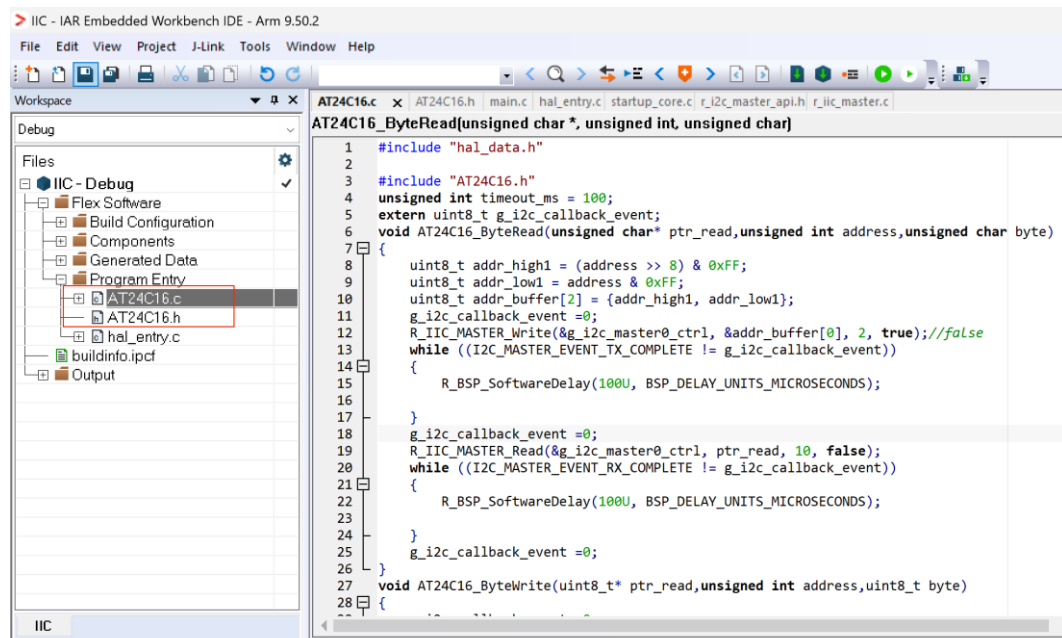 IIC - IAR Embedded Workbench IDE - Arm 9.50.2
File Edit View Project J-Link Tools Window Help
Workspace
Debug
Files
IIC - Debug
Flex Software
Build Configuration
Components
Generated Data
Program Entry
AT24C16.c
AT24C16.h
hal_entry.c
buildinfo.ipcf
Output
IIC
AT24C16.c x AT24C16.h main.c hal_entry.c startup_core.c r_i2c_master_api.h r_iic_master.c
AT24C16_ByteRead(unsigned char *, unsigned int, unsigned char)
1 #include "hal_data.h"
2
3 #include "AT24C16.h"
4 unsigned int timeout_ms = 100;
5 extern uint8_t g_i2c_callback_event;
6 void AT24C16_ByteRead(unsigned char* ptr_read,unsigned int address,unsigned char byte)
7 {
8 uint8_t addr_high1 = (address >> 8) & 0xFF;
9 uint8_t addr_low1 = address & 0xFF;
10 uint8_t addr_buffer[2] = {addr_high1, addr_low1};
11 g_i2c_callback_event =0;
12 R_IIC_MASTER_Write(&g_i2c_master0_ctrl, &addr_buffer[0], 2, true);//false
13 while ((I2C_MASTER_EVENT_TX_COMPLETE != g_i2c_callback_event))
14 {
15 R_BSP_SoftwareDelay(100U, BSP_DELAY_UNITS_MICROSECONDS);
16
17 }
18 g_i2c_callback_event =0;
19 R_IIC_MASTER_Read(&g_i2c_master0_ctrl, ptr_read, 10, false);
20 while ((I2C_MASTER_EVENT_RX_COMPLETE != g_i2c_callback_event))
21 {
22 R_BSP_SoftwareDelay(100U, BSP_DELAY_UNITS_MICROSECONDS);
23
24 }
25 g_i2c_callback_event =0;
26 }
27 void AT24C16_ByteWrite(uint8_t* ptr_read,unsigned int address,uint8_t byte)
28 {